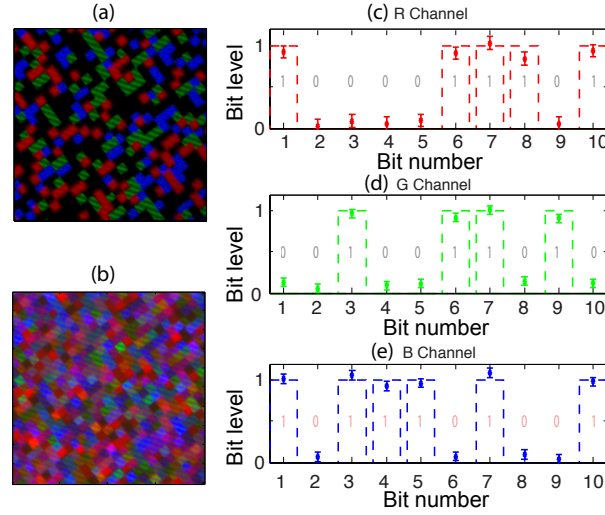 (a)
(b)
(c) R Channel
Bit level
1
0
1 0 0 0 0 1 1 1 0 1
1 2 3 4 5 6 7 8 9 10
Bit number
(d) G Channel
Bit level
1
0
0 0 1 0 0 1 1 0 1 0
1 2 3 4 5 6 7 8 9 10
Bit number
(e) B Channel
Bit level
1
0
1 0 1 1 1 0 1 0 0 1
1 2 3 4 5 6 7 8 9 10
Bit number